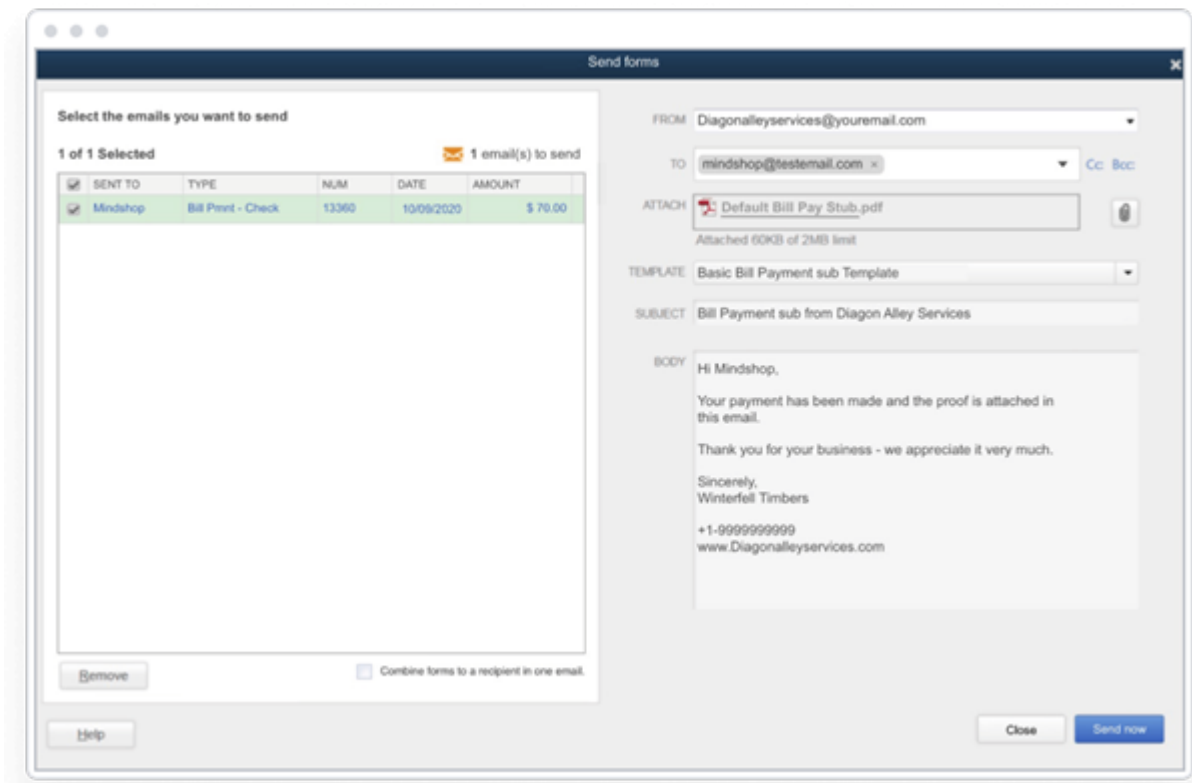 Send forms
Select the emails you want to send
1 of 1 Selected
1 email(s) to send
SENT TO TYPE NUM DATE AMOUNT
Mindshop Bill Pmnt - Check 13360 10/09/2020 $ 70.00
Remove
Combine forms to a recipient in one email.
Help
FROM Diagonalleyservices@youremail.com
TO mindshop@testemail.com × Cc Bcc
ATTACH Default Bill Pay Stub.pdf
Attached 60KB of 2MB limit
TEMPLATE Basic Bill Payment sub Template
SUBJECT Bill Payment sub from Diagon Alley Services
BODY
Hi Mindshop,
Your payment has been made and the proof is attached in
this email.
Thank you for your business - we appreciate it very much.
Sincerely,
Winterfell Timbers
+1-9999999999
www.Diagonalleyservices.com
Close
Send now